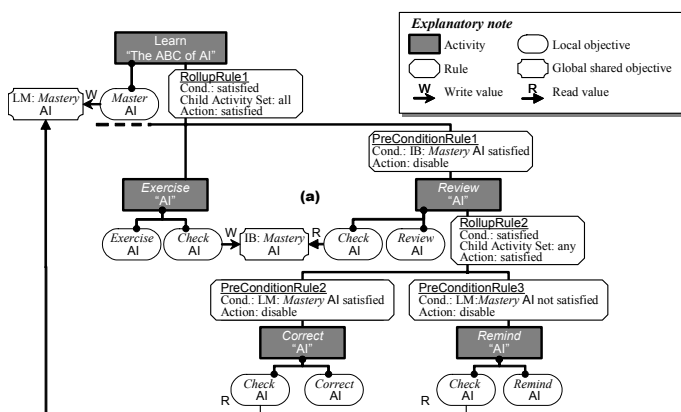 Learn
"The ABC of AI"
Explanatory note
Activity
Local objective
Rule
Global shared objective
W
Write value
R
Read value
RollupRule1
Cond.: satisfied
Child Activity Set: all
Action: satisfied
LM: Mastery
AI
W
Master
AI
PreConditionRule1
Cond.: IB: Mastery AI satisfied
Action: disable
Exercise
"AI"
(a)
Review
"AI"
Exercise
AI
Check
AI
W
IB: Mastery
AI
R
Check
AI
Review
AI
RollupRule2
Cond.: satisfied
Child Activity Set: any
Action: satisfied
PreConditionRule2
Cond.: LM: Mastery AI satisfied
Action: disable
PreConditionRule3
Cond.: LM:Mastery AI not satisfied
Action: disable
Correct
"AI"
Remind
"AI"
R
Check
AI
Correct
AI
R
Check
AI
Remind
AI